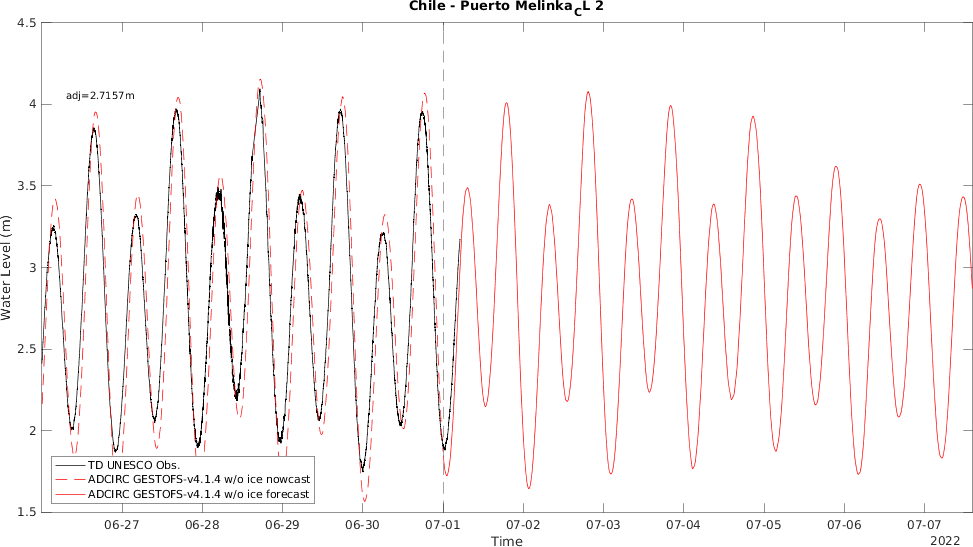 Chile - Puerto Melinka_CL 2
4.5
4
3.5
3
2.5
2
1.5
Water Level (m)
adj=2.7157m
TD UNESCO Obs.
ADCIRC GESTOFS-v4.1.4 w/o ice nowcast
ADCIRC GESTOFS-v4.1.4 w/o ice forecast
06-27 06-28 06-29 06-30 07-01 07-02 07-03 07-04 07-05 07-06 07-07
Time
2022